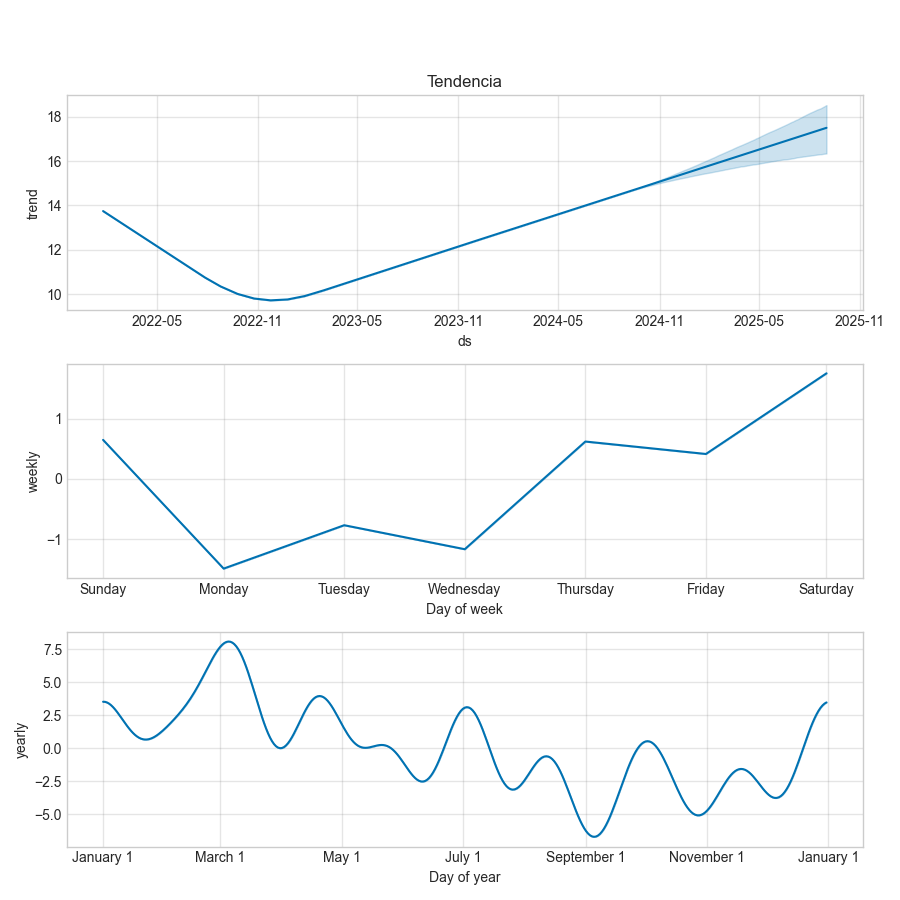 Tendencia
18
16
14
12
10
trend
2022-05 2022-11 2023-05 2023-11 2024-05 2024-11 2025-05 2025-11
ds
1
0
−1
weekly
Sunday Monday Tuesday Wednesday Thursday Friday Saturday
Day of week
7.5
5.0
2.5
0.0
−2.5
−5.0
yearly
January 1 March 1 May 1 July 1 September 1 November 1 January 1
Day of year